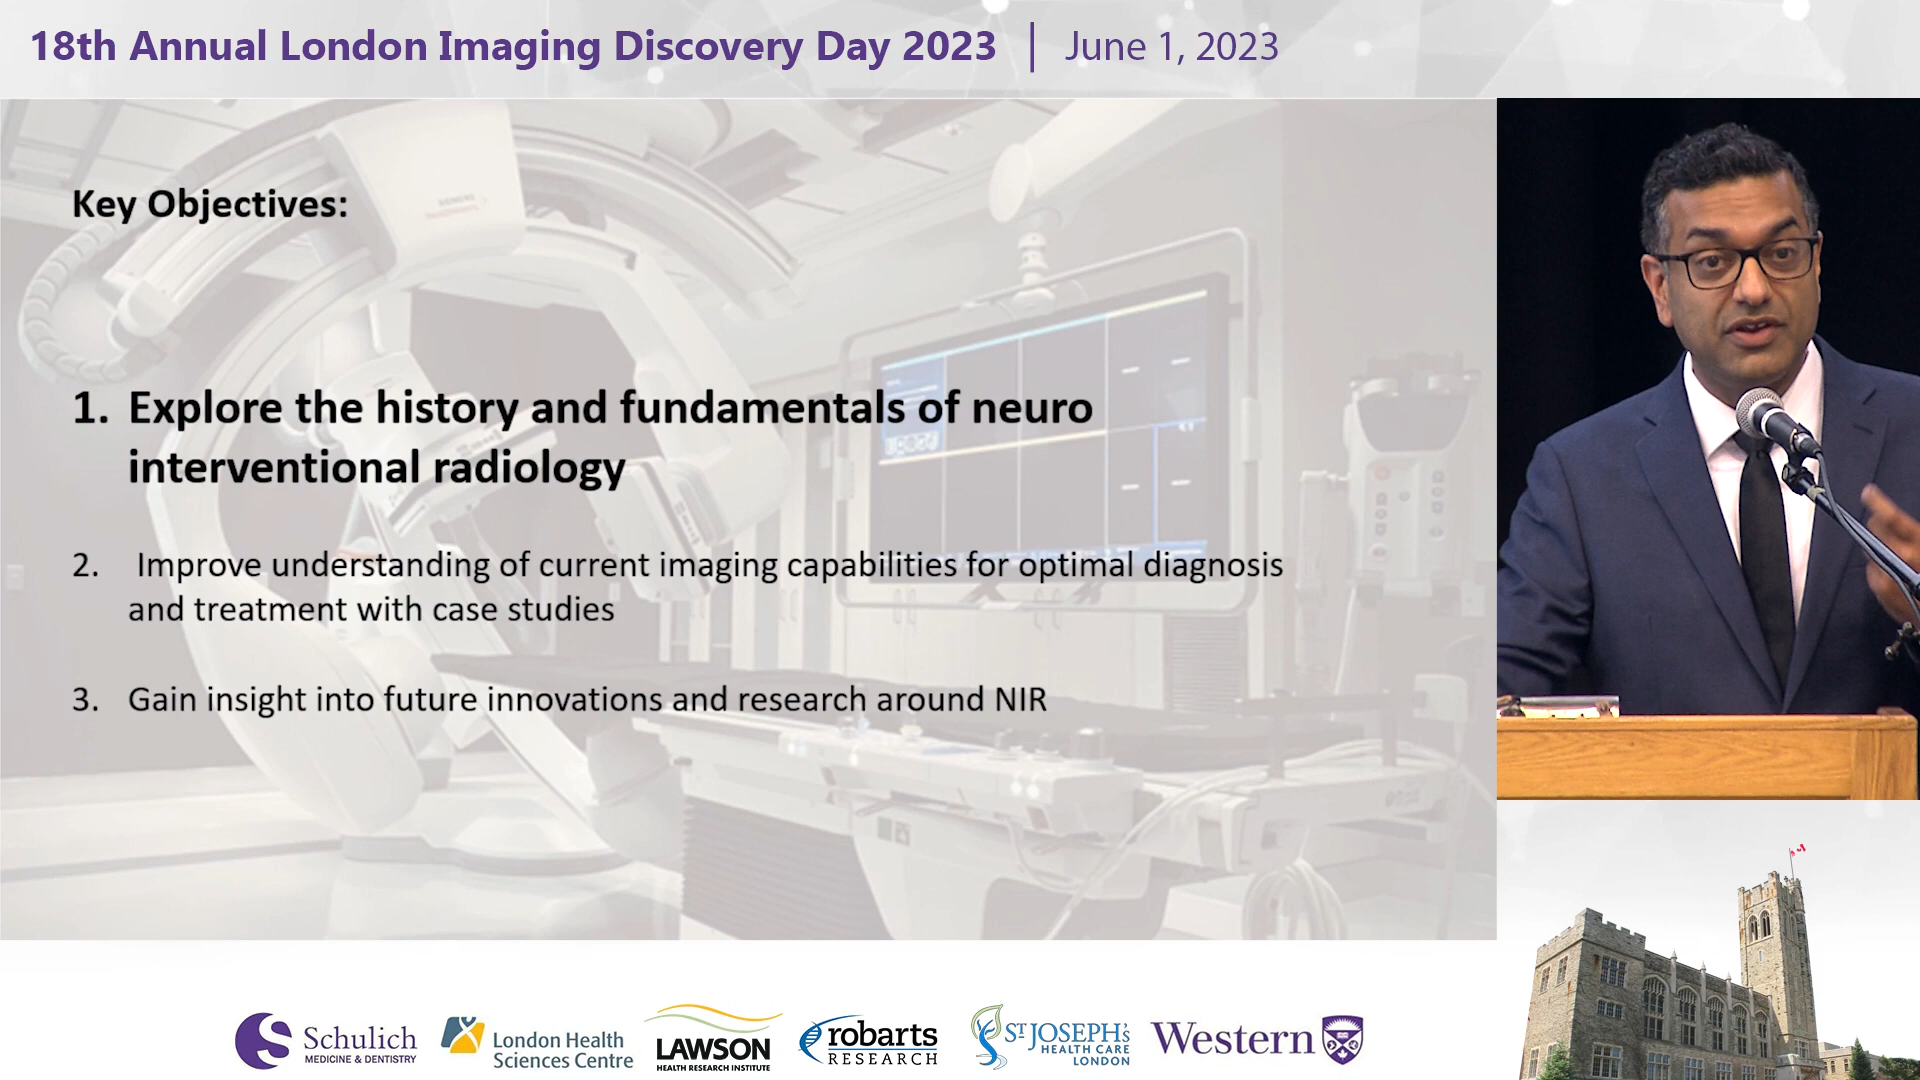 18th Annual London Imaging Discovery Day 2023 | June 1, 2023
Key Objectives:
1. Explore the history and fundamentals of neuro
interventional radiology
2. Improve understanding of current imaging capabilities for optimal diagnosis
and treatment with case studies
3. Gain insight into future innovations and research around NIR
SIEMENS
Schulich
MEDICINE & DENTISTRY
London Health
Sciences Centre
LAWSON
HEALTH RESEARCH INSTITUTE
robarts
RESEARCH
ST JOSEPH'S
HEALTH CARE
LONDON
Western